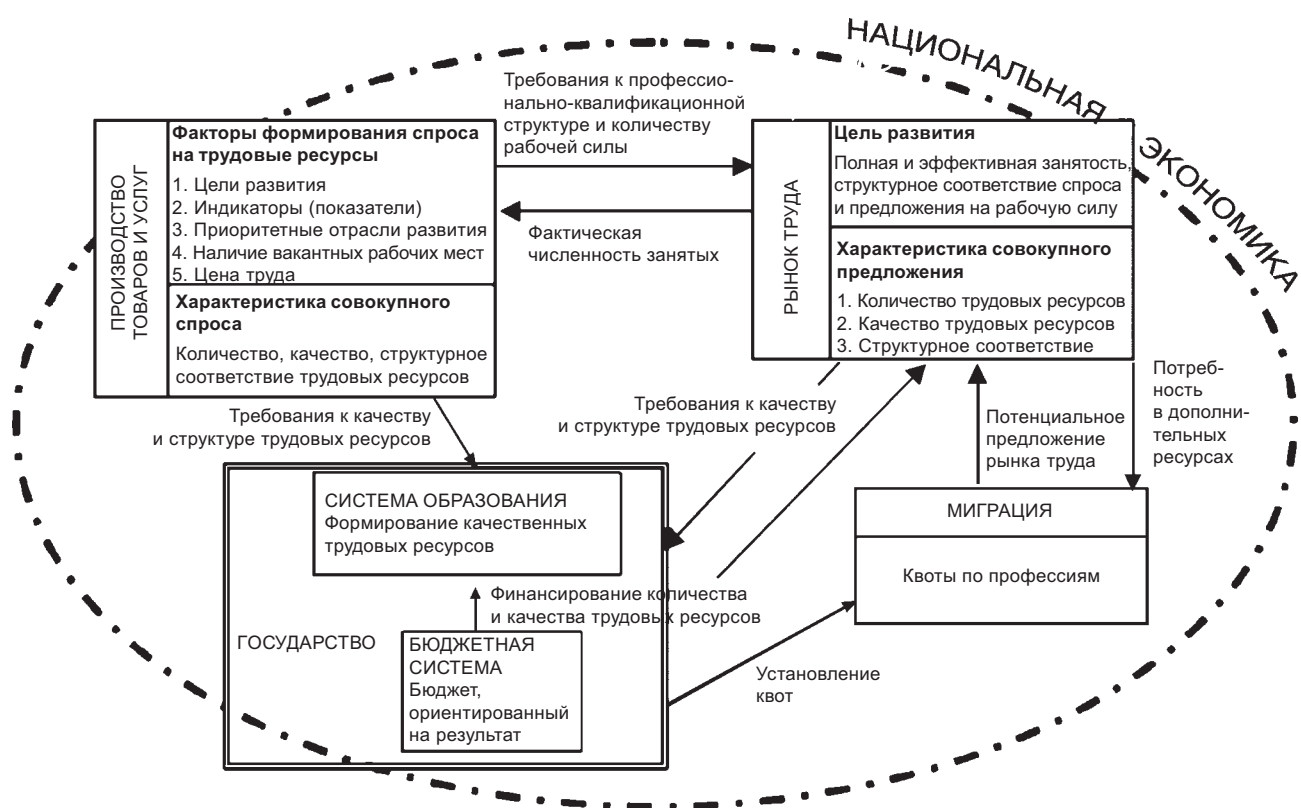 НАЦИОНАЛЬНАЯ ЭКОНОМИКА
Требования к профессио-
нально-квалификационной
структуре и количеству
рабочей силы
ПРОИЗВОДСТВО
ТОВАРОВ И УСЛУГ
Факторы формирования спроса
на трудовые ресурсы
1. Цели развития
2. Индикаторы (показатели)
3. Приоритетные отрасли развития
4. Наличие вакантных рабочих мест
5. Цена труда
Характеристика совокупного
спроса
Количество, качество, структурное
соответствие трудовых ресурсов
Фактическая
численность занятых
РЫНОК ТРУДА
Цель развития
Полная и эффективная занятость,
структурное соответствие спроса
и предложения на рабочую силу
Характеристика совокупного
предложения
1. Количество трудовых ресурсов
2. Качество трудовых ресурсов
3. Структурное соответствие
Требования к качеству
и структуре трудовых ресурсов
Требования к качеству
и структуре трудовых ресурсов
Потенциальное
предложение
рынка труда
Потреб-
ность
в дополни-
тельных
ресурсах
СИСТЕМА ОБРАЗОВАНИЯ
Формирование качественных
трудовых ресурсов
МИГРАЦИЯ
Квоты по профессиям
Финансирование количества
и качества трудовых ресурсов
ГОСУДАРСТВО
БЮДЖЕТНАЯ
СИСТЕМА
Бюджет,
ориентированный
на результат
Установление
квот